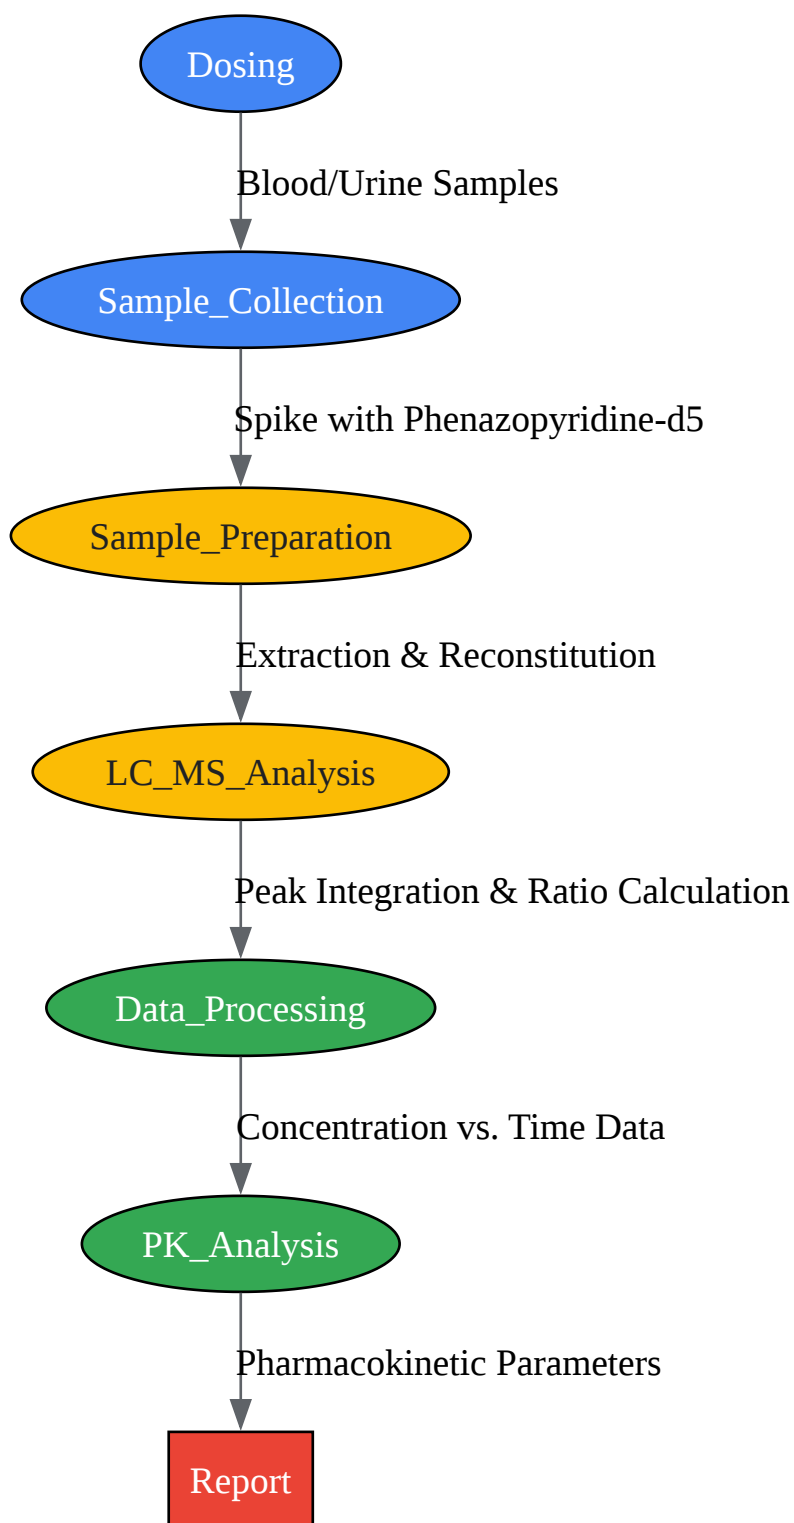 Dosing
Blood/Urine Samples
Sample_Collection
Spike with Phenazopyridine-d5
Sample_Preparation
Extraction & Reconstitution
LC_MS_Analysis
Peak Integration & Ratio Calculation
Data_Processing
Concentration vs. Time Data
PK_Analysis
Pharmacokinetic Parameters
Report